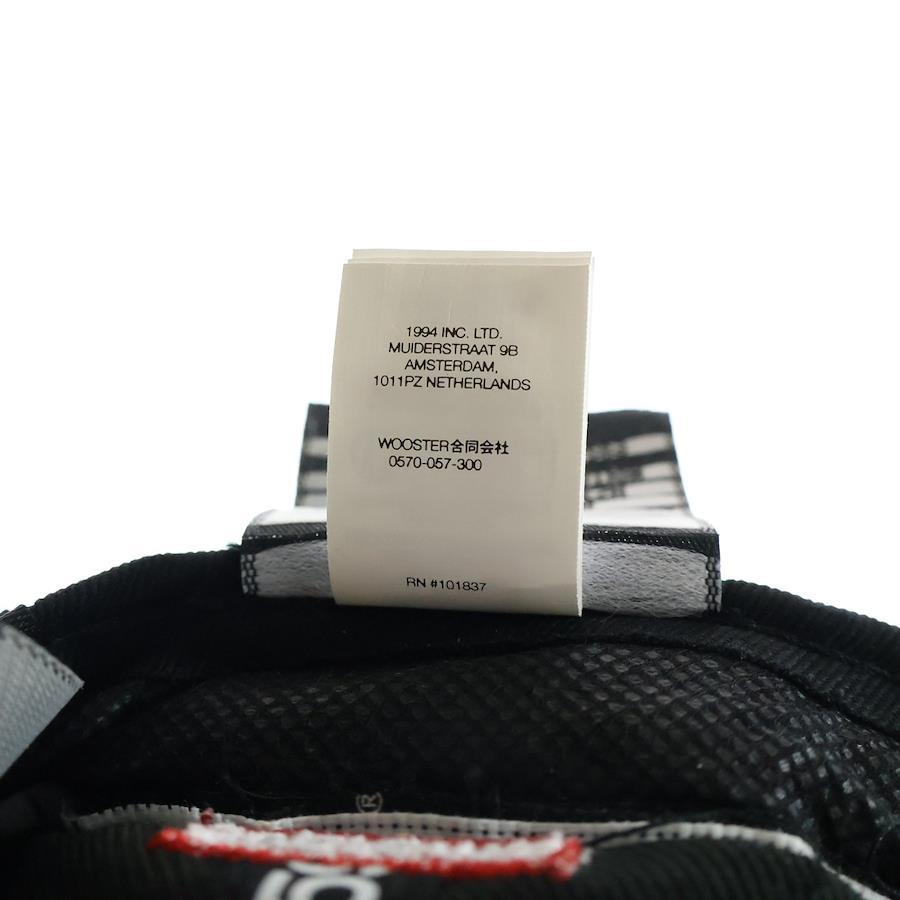 1994 INC. LTD.
MUIDERSTRAAT 9B
AMSTERDAM,
1011PZ NETHERLANDS
WOOSTER合同会社
0570-057-300
RN #101837
®